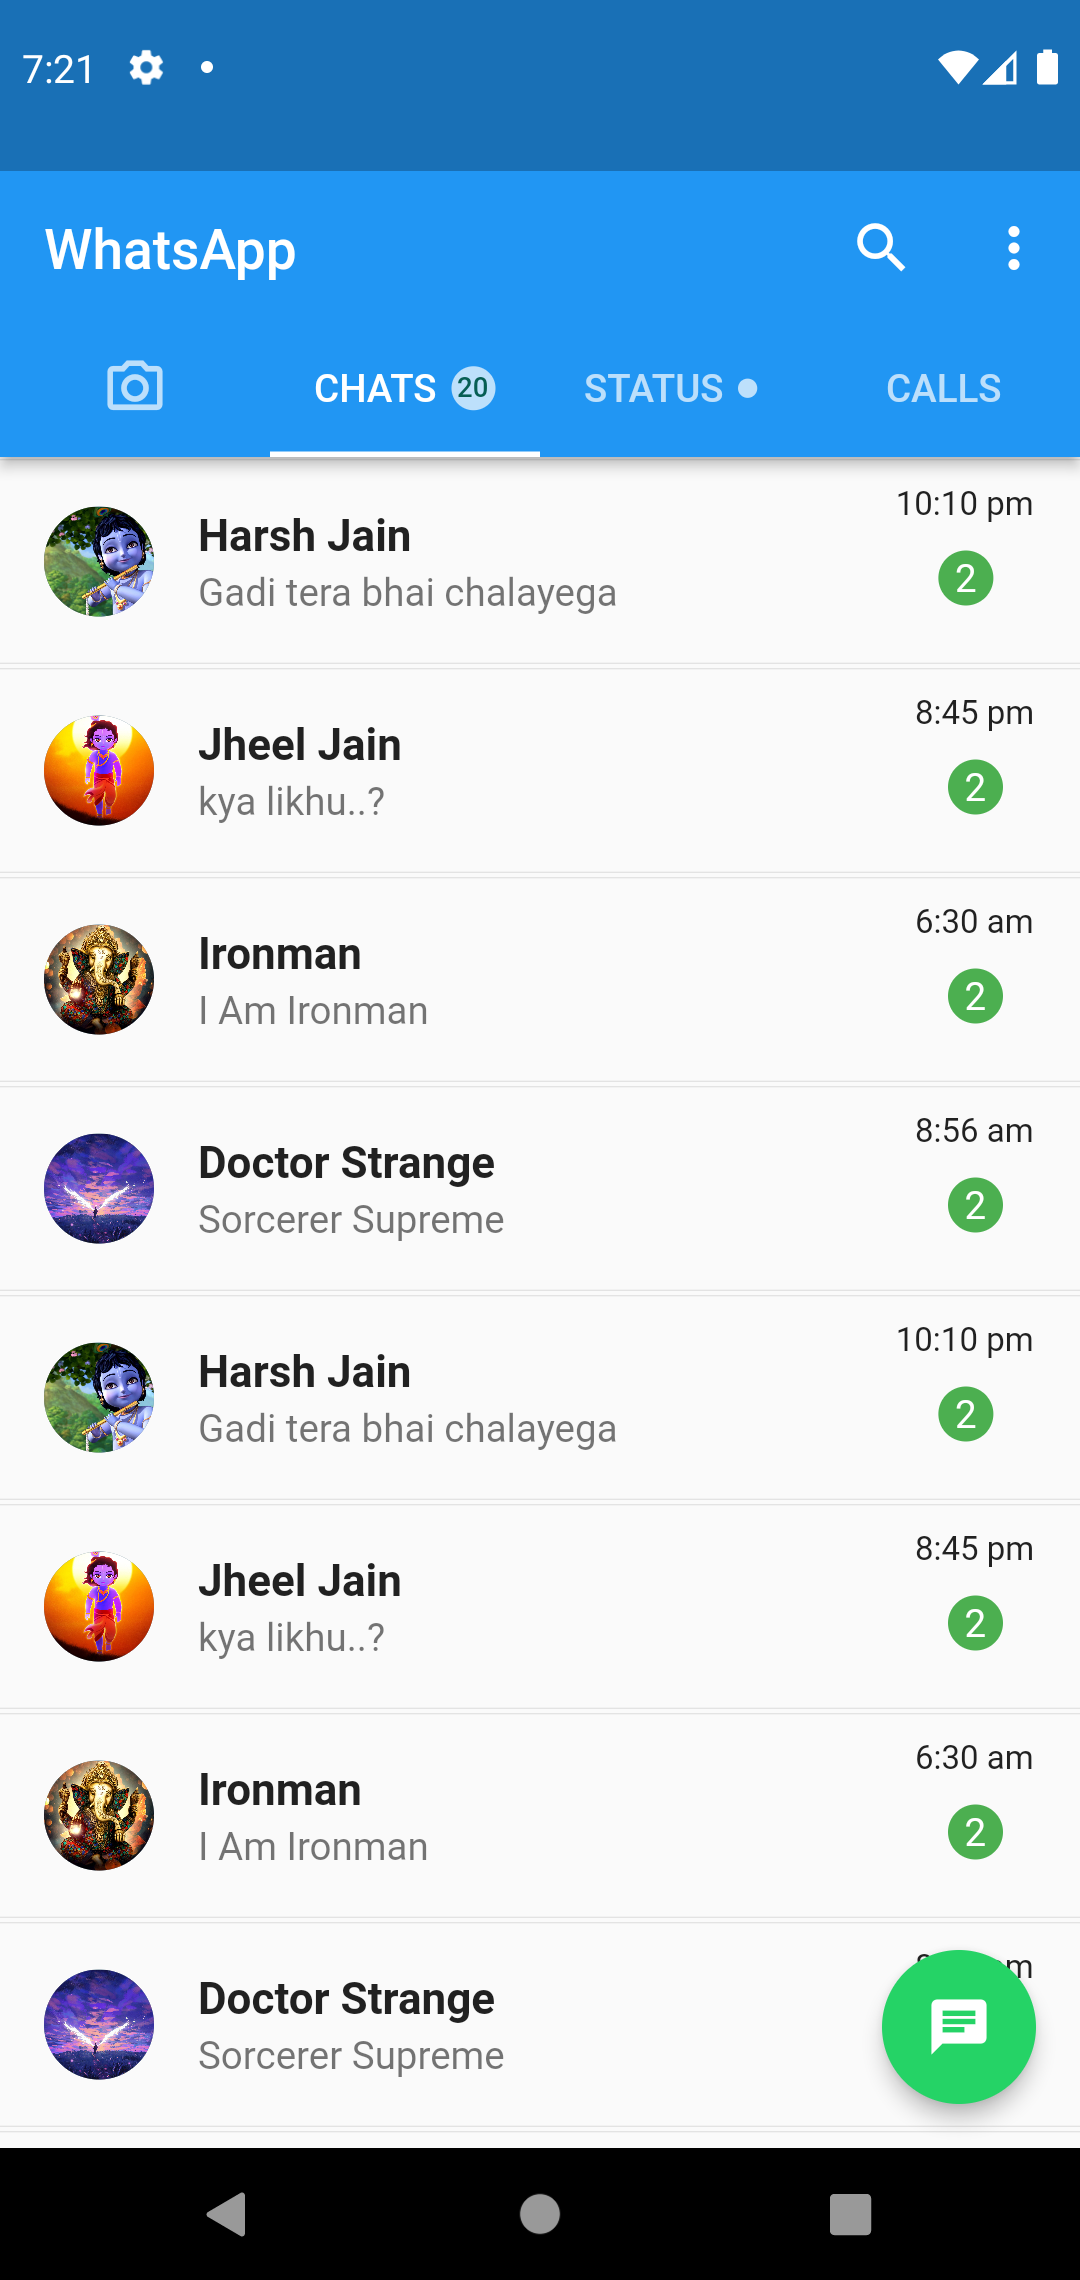 7:21
WhatsApp
CHATS 20 STATUS CALLS
Harsh Jain 10:10 pm
Gadi tera bhai chalayega 2
Jheel Jain 8:45 pm
kya likhu..? 2
Ironman 6:30 am
I Am Ironman 2
Doctor Strange 8:56 am
Sorcerer Supreme 2
Harsh Jain 10:10 pm
Gadi tera bhai chalayega 2
Jheel Jain 8:45 pm
kya likhu..? 2
Ironman 6:30 am
I Am Ironman 2
Doctor Strange
Sorcerer Supreme